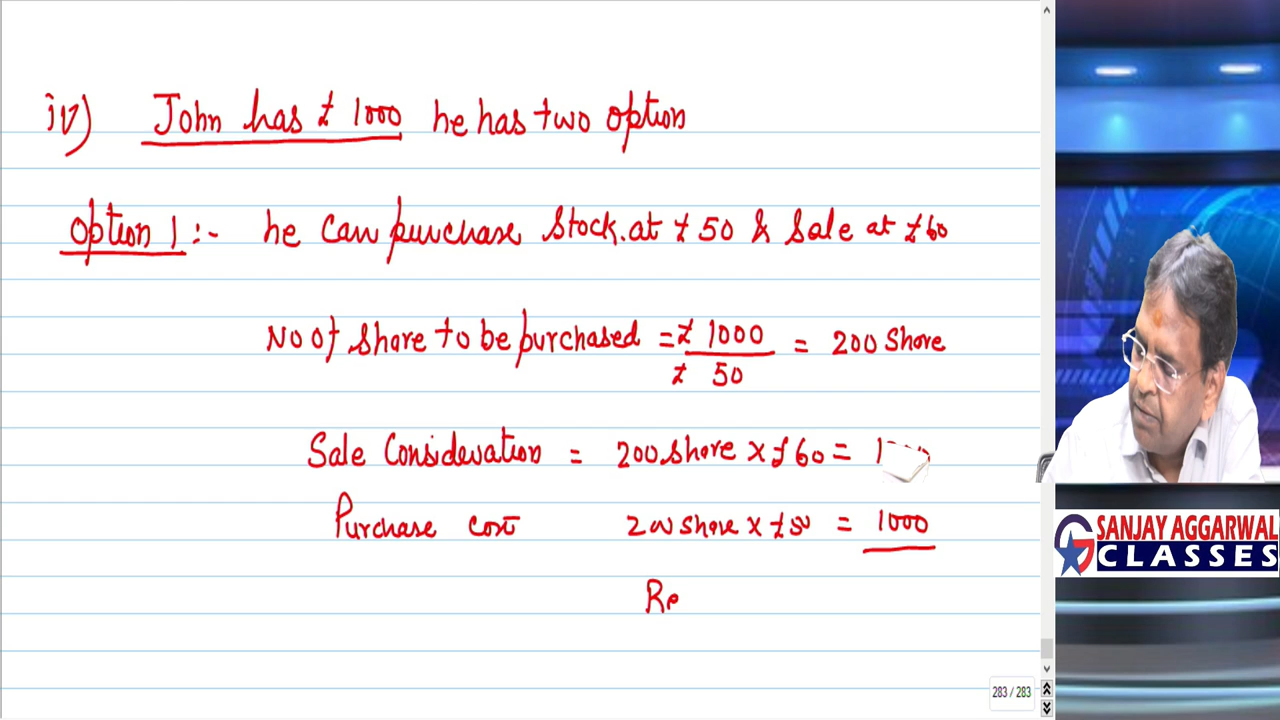 iv) John has £ 1000 he has two option
Option 1 :- he can purchase Stock. at £ 50 & Sale at £ 60
No of Share to be purchased = £ 1000 / £ 50 = 200 Share
Sale Consideration = 200 Share x £ 60 =
Purchase cost 200 Share x £ 50 = 1000
Re
283 / 283
SANJAY AGGARWAL
CLASSES